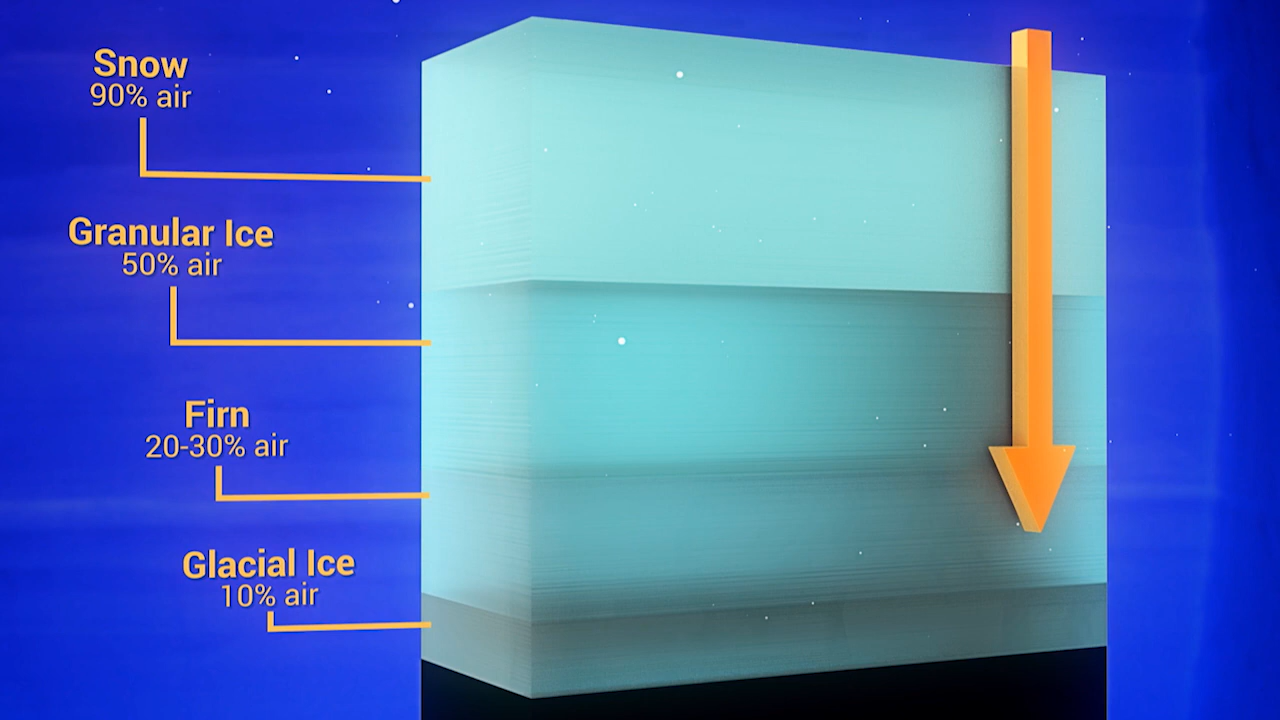 Snow
90% air
Granular Ice
50% air
Firn
20-30% air
Glacial Ice
10% air